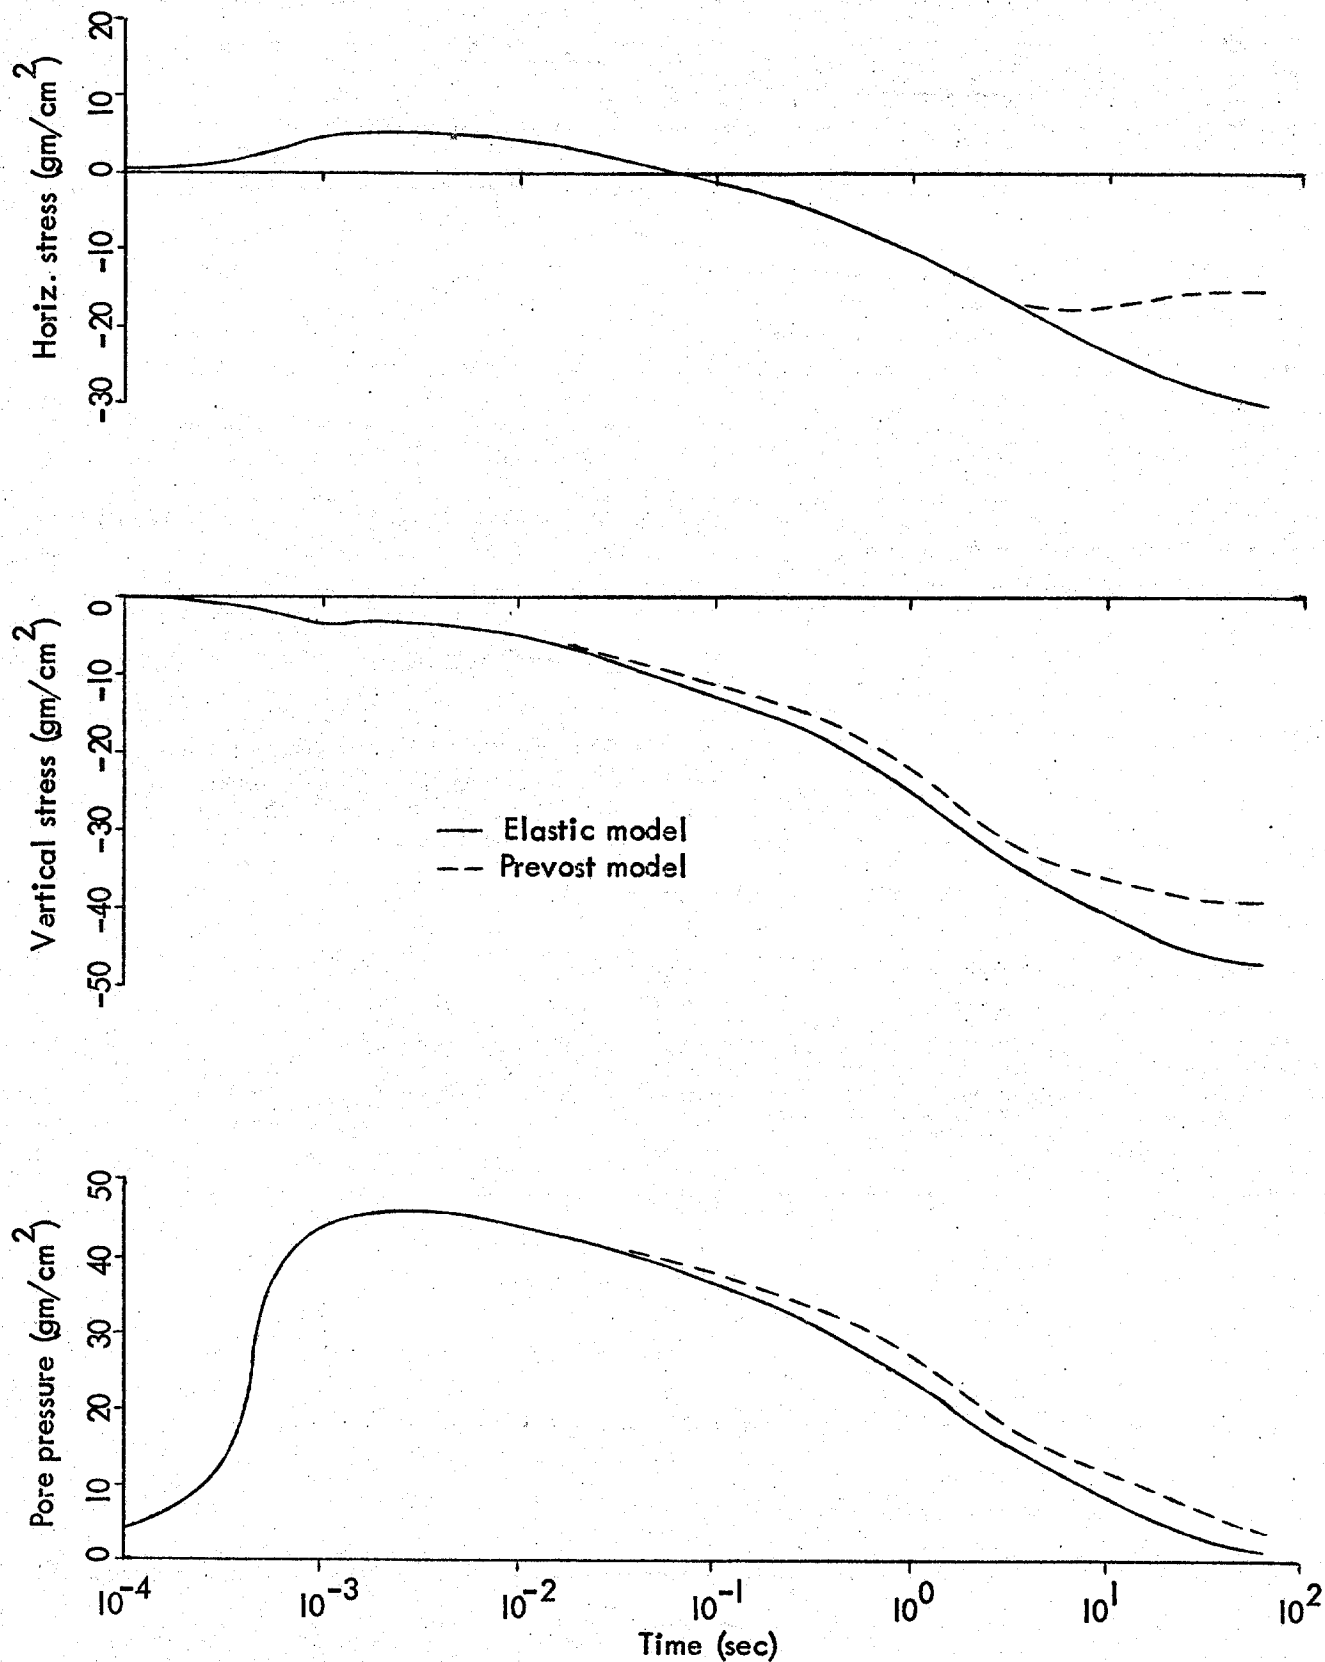 Horiz. stress (gm/cm²)
20
10
0
-10
-20
-30
Vertical stress (gm/cm²)
0
-10
-20
-30
-40
-50
Elastic model
Prevost model
Pore pressure (gm/cm²)
50
40
30
20
10
0
10⁻⁴ 10⁻³ 10⁻² 10⁻¹ 10⁰ 10¹ 10²
Time (sec)